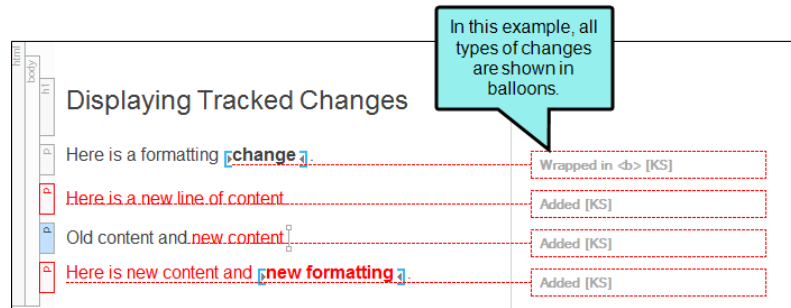 In this example, all
types of changes
are shown in
balloons.
html
body
h1
Displaying Tracked Changes
p
Here is a formatting change .
Wrapped in <b> [KS]
p
Here is a new line of content
Added [KS]
p
Old content and new content
Added [KS]
p
Here is new content and new formatting .
Added [KS]